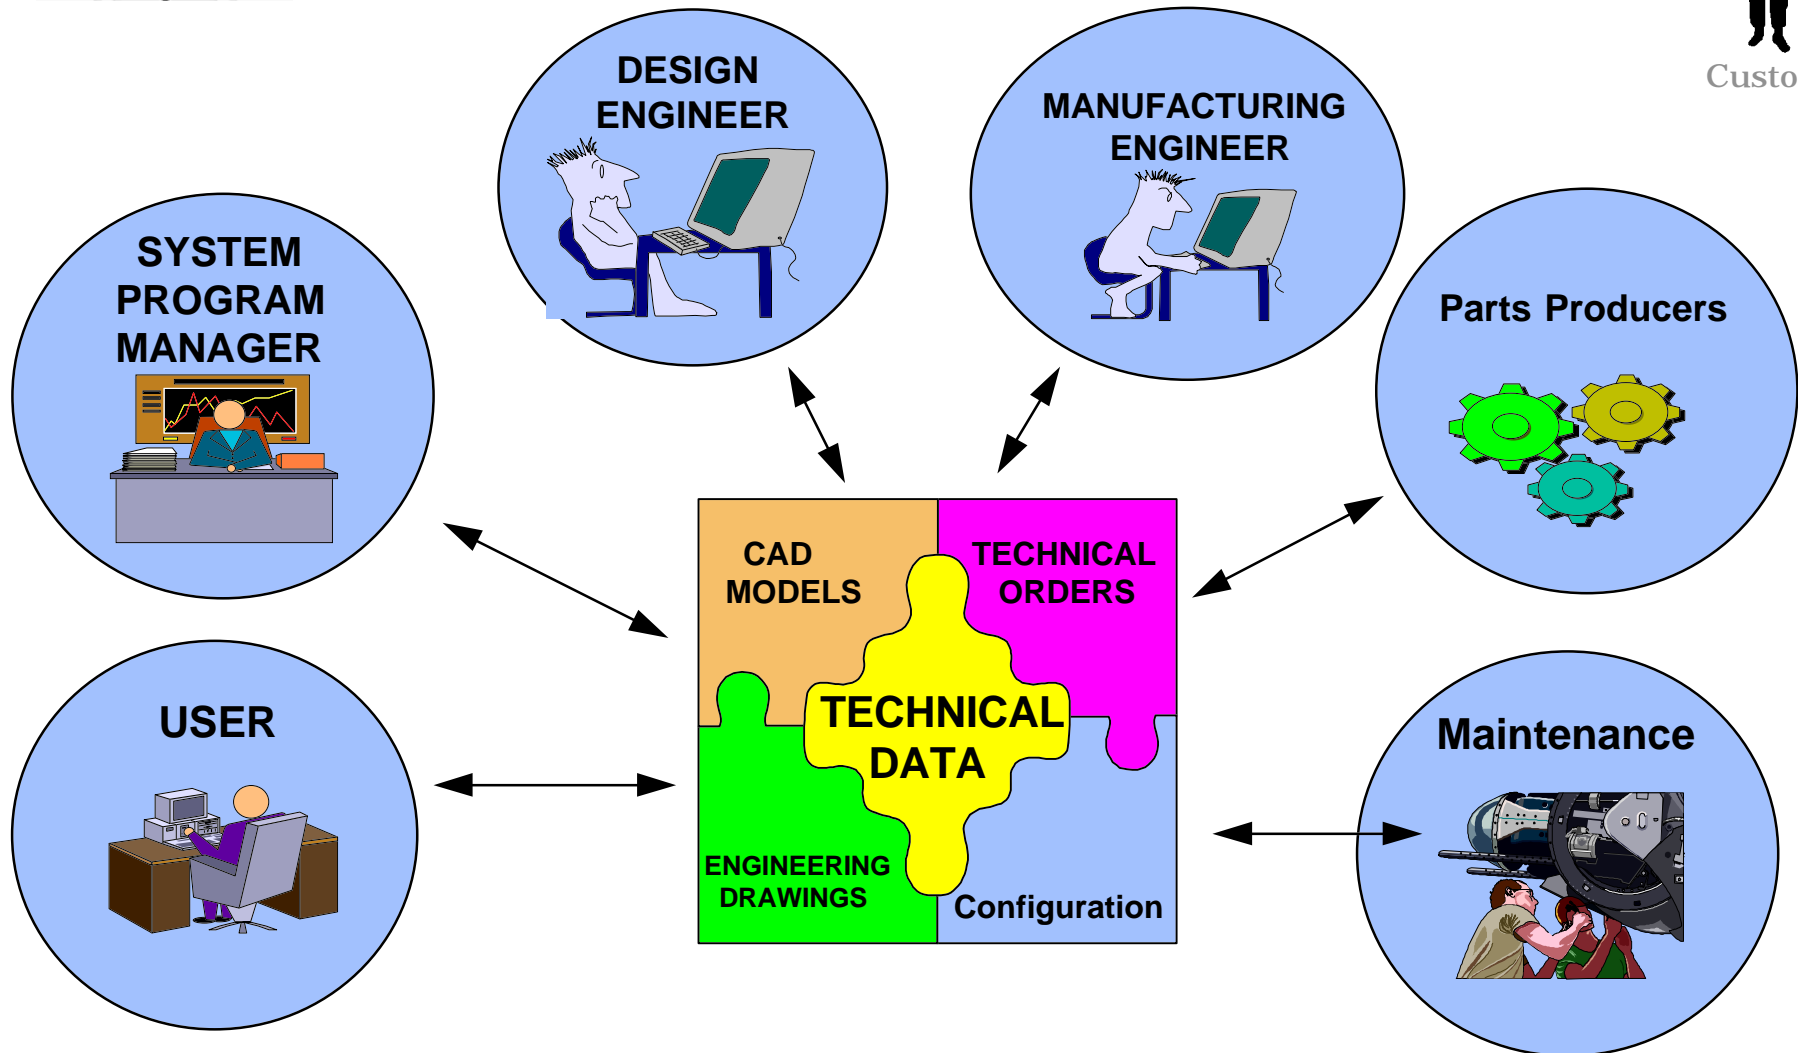 DESIGN
ENGINEER
MANUFACTURING
ENGINEER
Custo
SYSTEM
PROGRAM
MANAGER
Parts Producers
CAD
MODELS
TECHNICAL
ORDERS
USER
TECHNICAL
DATA
Maintenance
ENGINEERING
DRAWINGS
Configuration